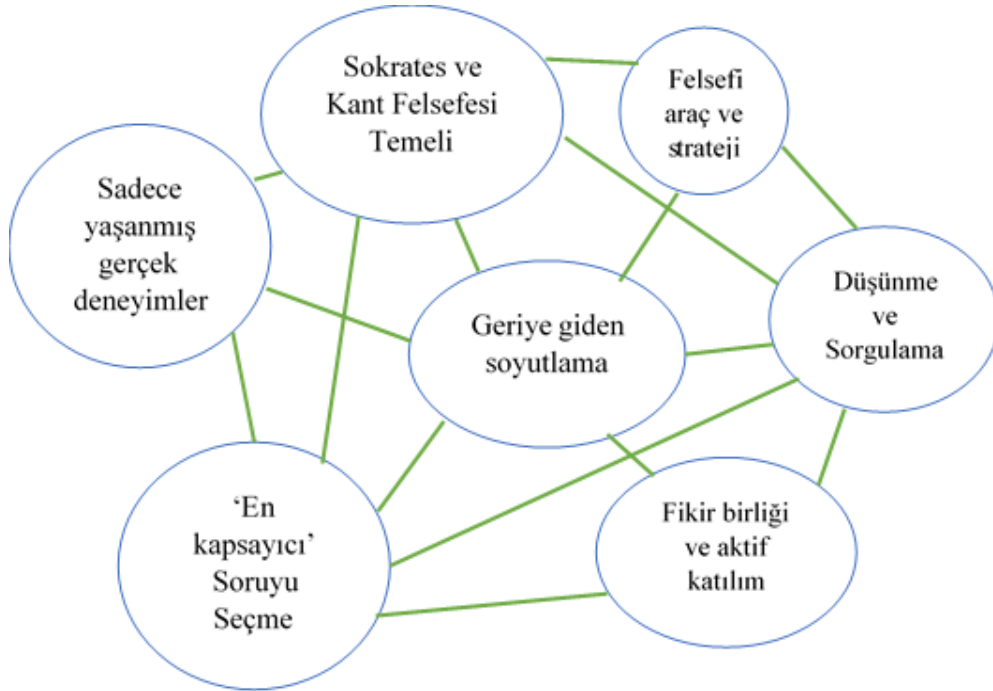 Sokrates ve
Kant Felsefesi
Temeli
Felsefi
araç ve
strateji
Sadece
yaşanmış
gerçek
deneyimler
Geriye giden
soyutlama
Düşünme
ve
Sorgulama
‘En
kapsayıcı’
Soruyu
Seçme
Fikir birliği
ve aktif
katılım